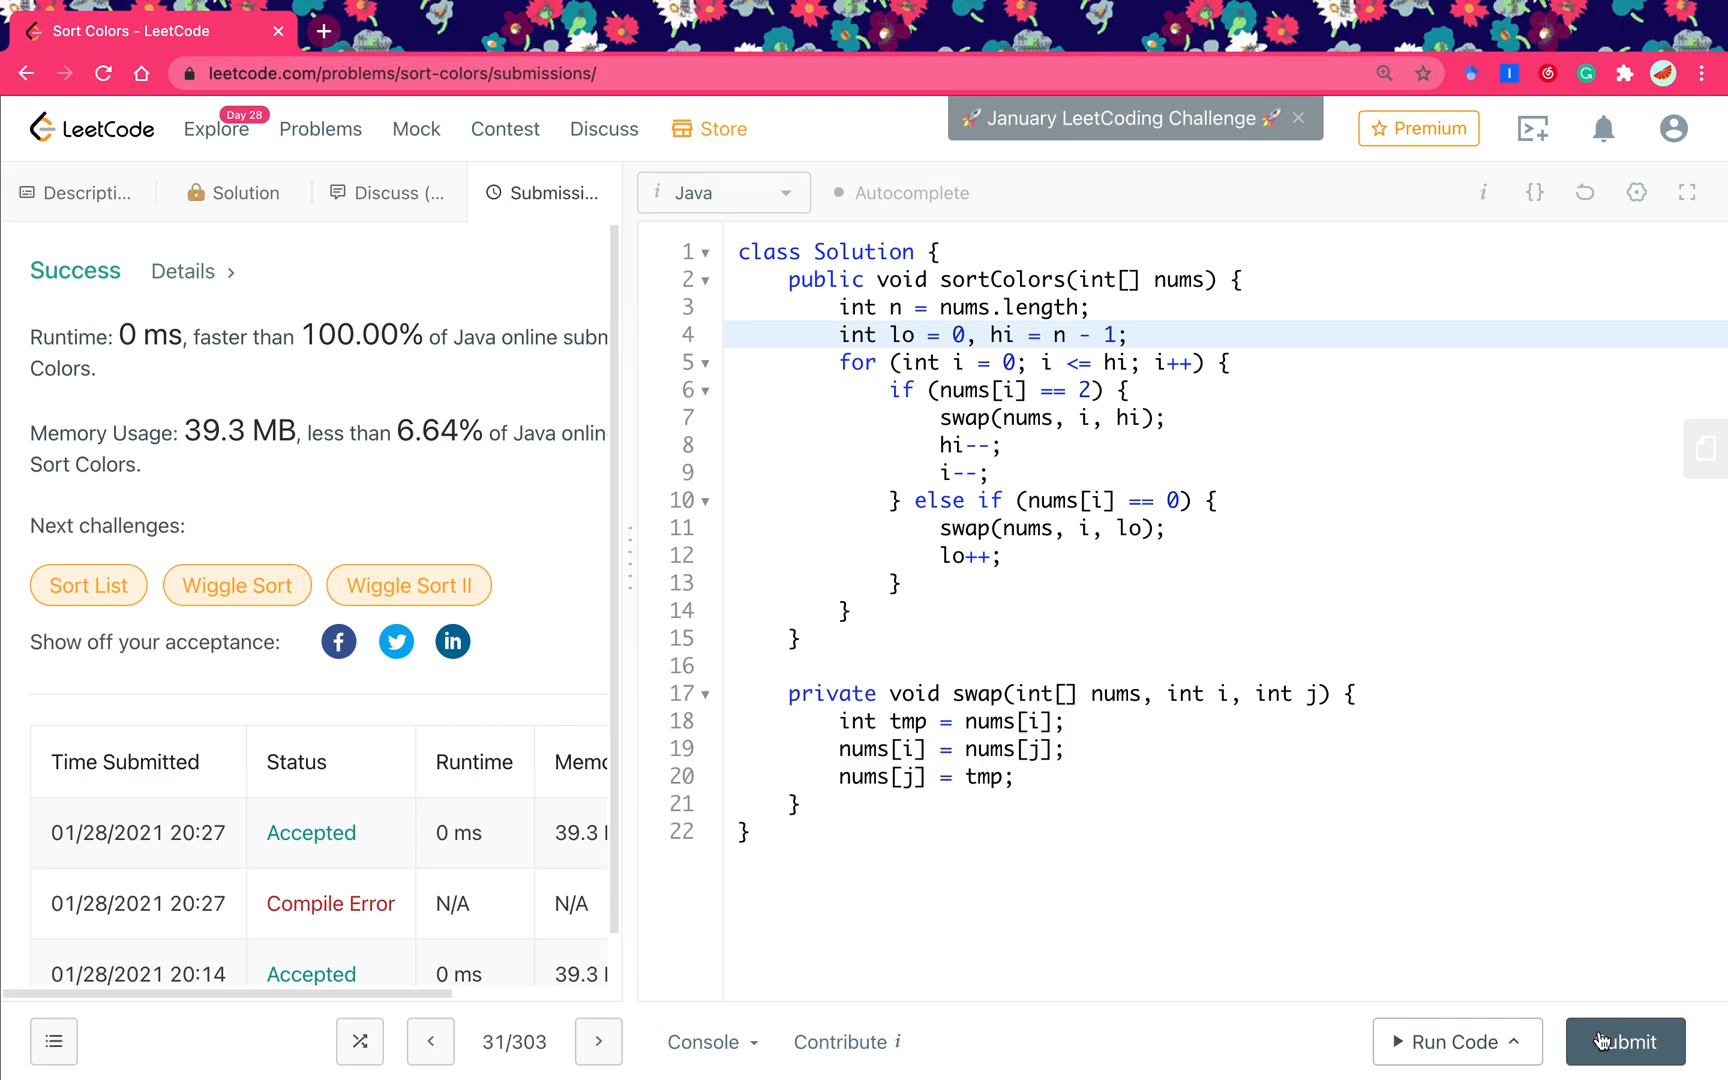 Sort Colors - LeetCode
leetcode.com/problems/sort-colors/submissions/
LeetCode
Explore
Day 28
Problems
Mock
Contest
Discuss
Store
🚀 January LeetCoding Challenge 🚀
Premium
Descripti...
Solution
Discuss (...
Submissi...
i Java
Autocomplete
i
{}
Success
Details >
Runtime: 0 ms, faster than 100.00% of Java online subm
Colors.
Memory Usage: 39.3 MB, less than 6.64% of Java onlin
Sort Colors.
Next challenges:
Sort List
Wiggle Sort
Wiggle Sort II
Show off your acceptance:
Time Submitted Status Runtime Memo
01/28/2021 20:27 Accepted 0 ms 39.3
01/28/2021 20:27 Compile Error N/A N/A
01/28/2021 20:14 Accepted 0 ms 39.3
1 class Solution {
2 public void sortColors(int[] nums) {
3 int n = nums.length;
4 int lo = 0, hi = n - 1;
5 for (int i = 0; i <= hi; i++) {
6 if (nums[i] == 2) {
7 swap(nums, i, hi);
8 hi--;
9 i--;
10 } else if (nums[i] == 0) {
11 swap(nums, i, lo);
12 lo++;
13 }
14 }
15 }
16
17 private void swap(int[] nums, int i, int j) {
18 int tmp = nums[i];
19 nums[i] = nums[j];
20 nums[j] = tmp;
21 }
22 }
31/303
Console
Contribute i
Run Code
ubmit